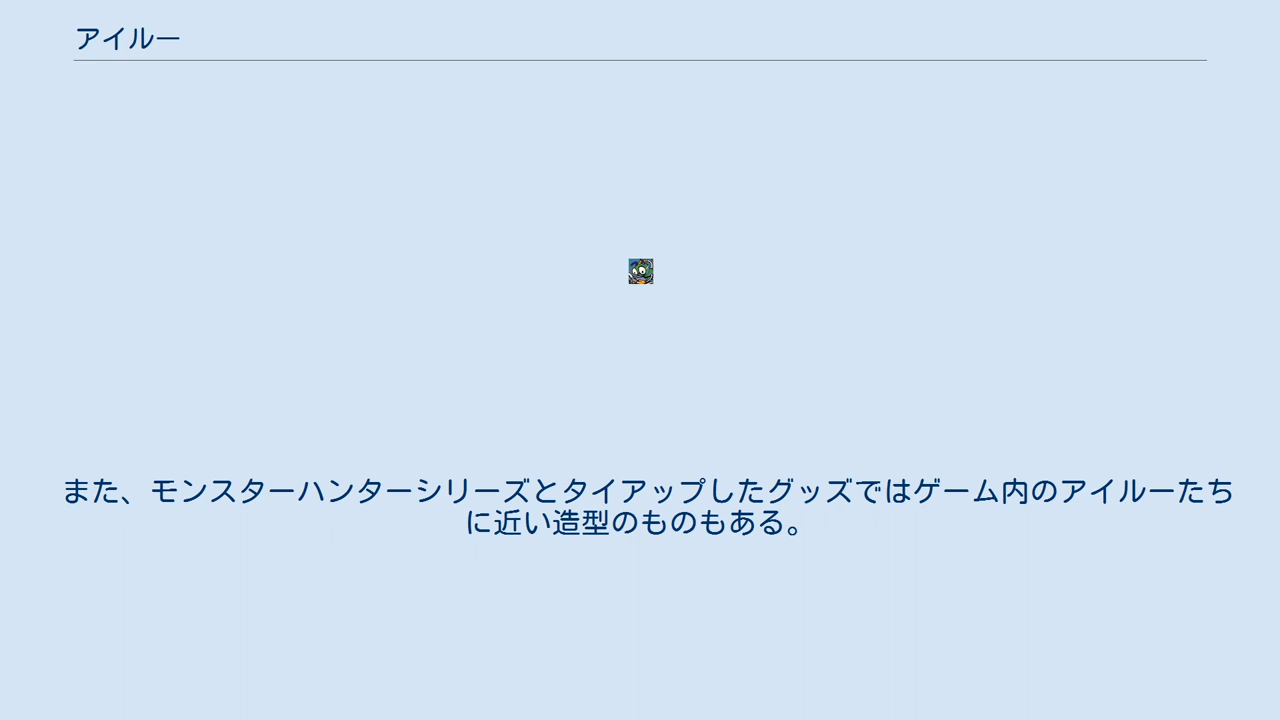 アイルー
また、モンスターハンターシリーズとタイアップしたグッズではゲーム内のアイルーたち
に近い造型のものもある。